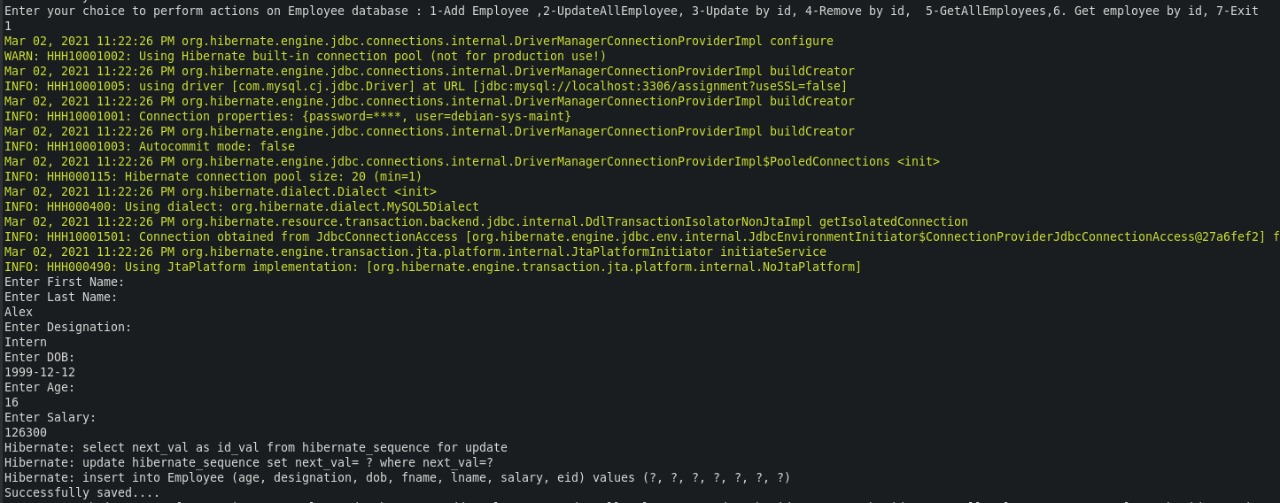 Enter your choice to perform actions on Employee database : 1-Add Employee ,2-UpdateAllEmployee, 3-Update by id, 4-Remove by id,  5-GetAllEmployees,6. Get employee by id, 7-Exit
1
Mar 02, 2021 11:22:26 PM org.hibernate.engine.jdbc.connections.internal.DriverManagerConnectionProviderImpl configure
WARN: HHH10001002: Using Hibernate built-in connection pool (not for production use!)
Mar 02, 2021 11:22:26 PM org.hibernate.engine.jdbc.connections.internal.DriverManagerConnectionProviderImpl buildCreator
INFO: HHH10001005: using driver [com.mysql.cj.jdbc.Driver] at URL [jdbc:mysql://localhost:3306/assignment?useSSL=false]
Mar 02, 2021 11:22:26 PM org.hibernate.engine.jdbc.connections.internal.DriverManagerConnectionProviderImpl buildCreator
INFO: HHH10001001: Connection properties: {password=****, user=debian-sys-maint}
Mar 02, 2021 11:22:26 PM org.hibernate.engine.jdbc.connections.internal.DriverManagerConnectionProviderImpl buildCreator
INFO: HHH10001003: Autocommit mode: false
Mar 02, 2021 11:22:26 PM org.hibernate.engine.jdbc.connections.internal.DriverManagerConnectionProviderImpl$PooledConnections <init>
INFO: HHH000115: Hibernate connection pool size: 20 (min=1)
Mar 02, 2021 11:22:26 PM org.hibernate.dialect.Dialect <init>
INFO: HHH000400: Using dialect: org.hibernate.dialect.MySQL5Dialect
Mar 02, 2021 11:22:26 PM org.hibernate.resource.transaction.backend.jdbc.internal.DdlTransactionIsolatorNonJtaImpl getIsolatedConnection
INFO: HHH10001501: Connection obtained from JdbcConnectionAccess [org.hibernate.engine.jdbc.env.internal.JdbcEnvironmentInitiator$ConnectionProviderJdbcConnectionAccess@27a6fef2] f
Mar 02, 2021 11:22:26 PM org.hibernate.engine.transaction.jta.platform.internal.JtaPlatformInitiator initiateService
INFO: HHH000490: Using JtaPlatform implementation: [org.hibernate.engine.transaction.jta.platform.internal.NoJtaPlatform]
Enter First Name:
Enter Last Name:
Alex
Enter Designation:
Intern
Enter DOB:
1999-12-12
Enter Age:
16
Enter Salary:
126300
Hibernate: select next_val as id_val from hibernate_sequence for update
Hibernate: update hibernate_sequence set next_val= ? where next_val=?
Hibernate: insert into Employee (age, designation, dob, fname, lname, salary, eid) values (?, ?, ?, ?, ?, ?, ?)
Successfully saved....